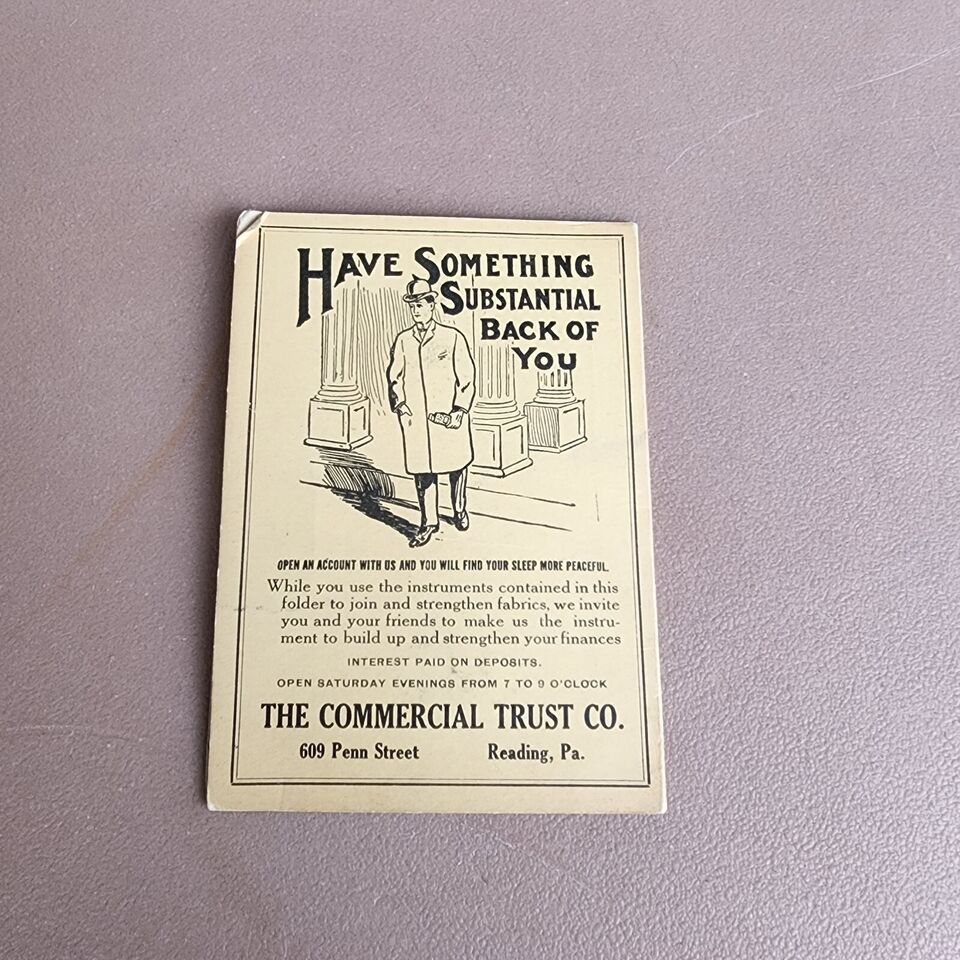 HAVE SOMETHING
SUBSTANTIAL
BACK OF
YOU
OPEN AN ACCOUNT WITH US AND YOU WILL FIND YOUR SLEEP MORE PEACEFUL.
While you use the instruments contained in this
folder to join and strengthen fabrics, we invite
you and your friends to make us the instru-
ment to build up and strengthen your finances
INTEREST PAID ON DEPOSITS.
OPEN SATURDAY EVENINGS FROM 7 TO 9 O'CLOCK
THE COMMERCIAL TRUST CO.
609 Penn Street Reading, Pa.